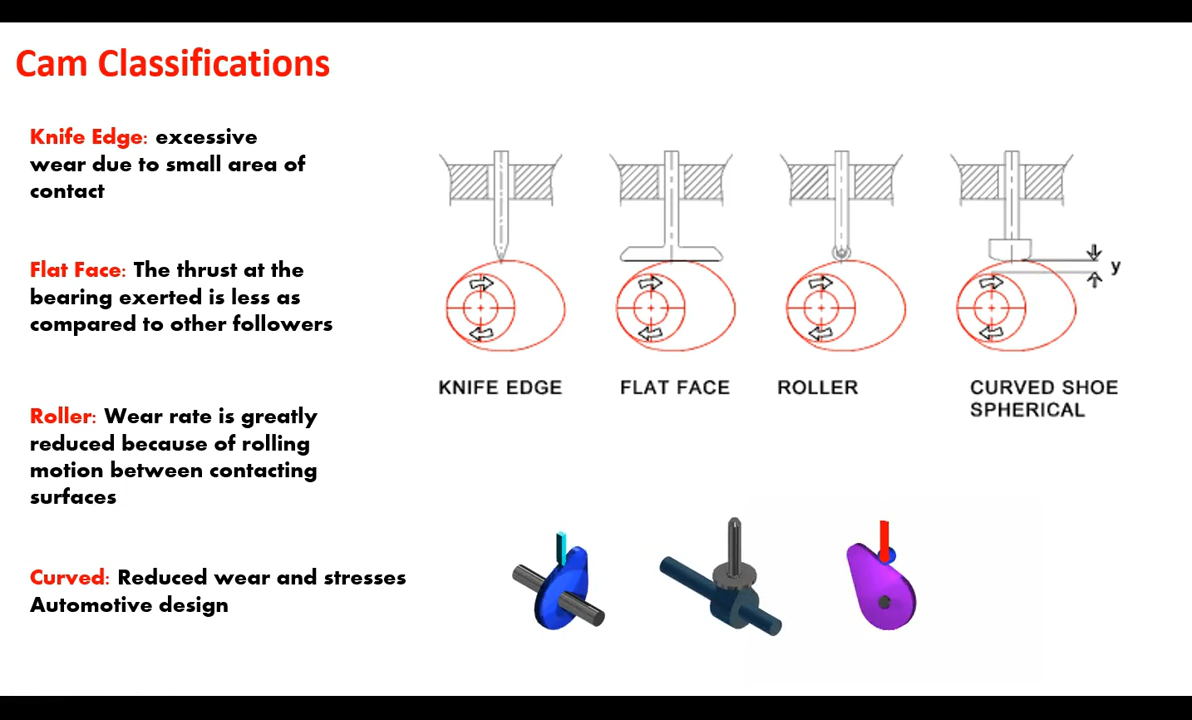 Cam Classifications
Knife Edge: excessive
wear due to small area of
contact
Flat Face: The thrust at the
bearing exerted is less as
compared to other followers
Roller: Wear rate is greatly
reduced because of rolling
motion between contacting
surfaces
Curved: Reduced wear and stresses
Automotive design
y
KNIFE EDGE
FLAT FACE
ROLLER
CURVED SHOE
SPHERICAL